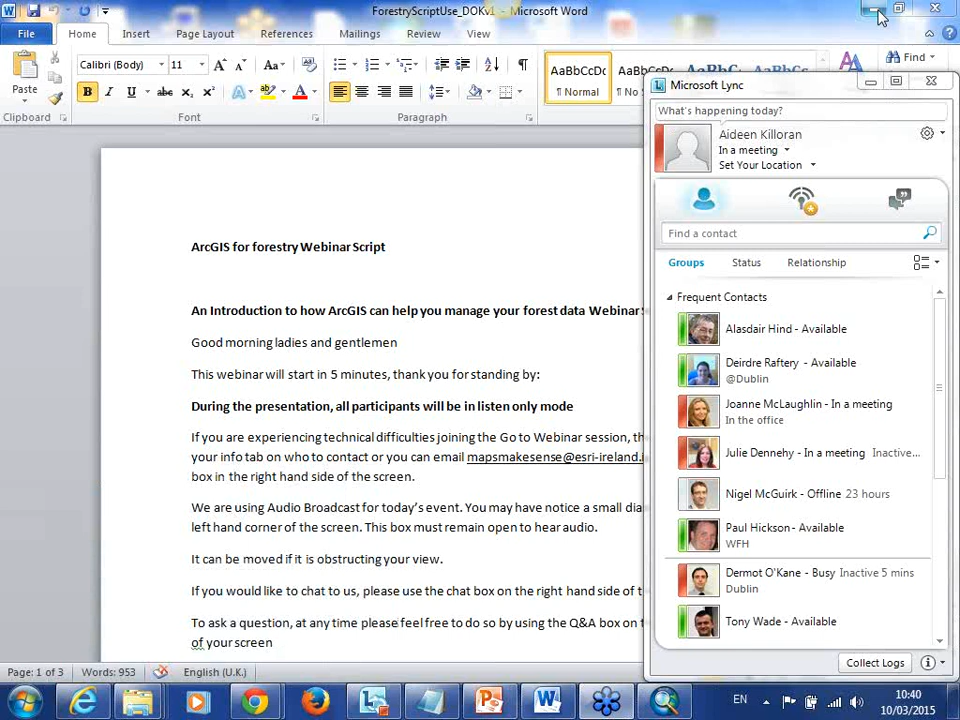 ForestryScriptUse_DOKv1 - Microsoft Word
File Home Insert Page Layout References Mailings Review View
Calibri (Body) 11 Aa
Find
Paste
B I U abc X₂ X² A A
AaBbCcDc AaBbCcDc AaBbC AaBbCc AA
¶ Normal ¶ No S
Clipboard Font Paragraph
ArcGIS for forestry Webinar Script
An Introduction to how ArcGIS can help you manage your forest data Webinar S
Good morning ladies and gentlemen
This webinar will start in 5 minutes, thank you for standing by:
During the presentation, all participants will be in listen only mode
If you are experiencing technical difficulties joining the Go to Webinar session, th
your info tab on who to contact or you can email mapsmakesense@esri-ireland.i
box in the right hand side of the screen.
We are using Audio Broadcast for today's event. You may have notice a small dia
left hand corner of the screen. This box must remain open to hear audio.
It can be moved if it is obstructing your view.
If you would like to chat to us, please use the chat box on the right hand side of t
To ask a question, at any time please feel free to do so by using the Q&A box on t
of your screen
Microsoft Lync
What's happening today?
Aideen Killoran
In a meeting
Set Your Location
Find a contact
Groups Status Relationship
Frequent Contacts
Alasdair Hind - Available
Deirdre Raftery - Available
@Dublin
Joanne McLaughlin - In a meeting
In the office
Julie Dennehy - In a meeting Inactive...
Nigel McGuirk - Offline 23 hours
Paul Hickson - Available
WFH
Dermot O'Kane - Busy Inactive 5 mins
Dublin
Tony Wade - Available
Collect Logs
Page: 1 of 3 Words: 953 English (U.K.)
EN
10:40
10/03/2015